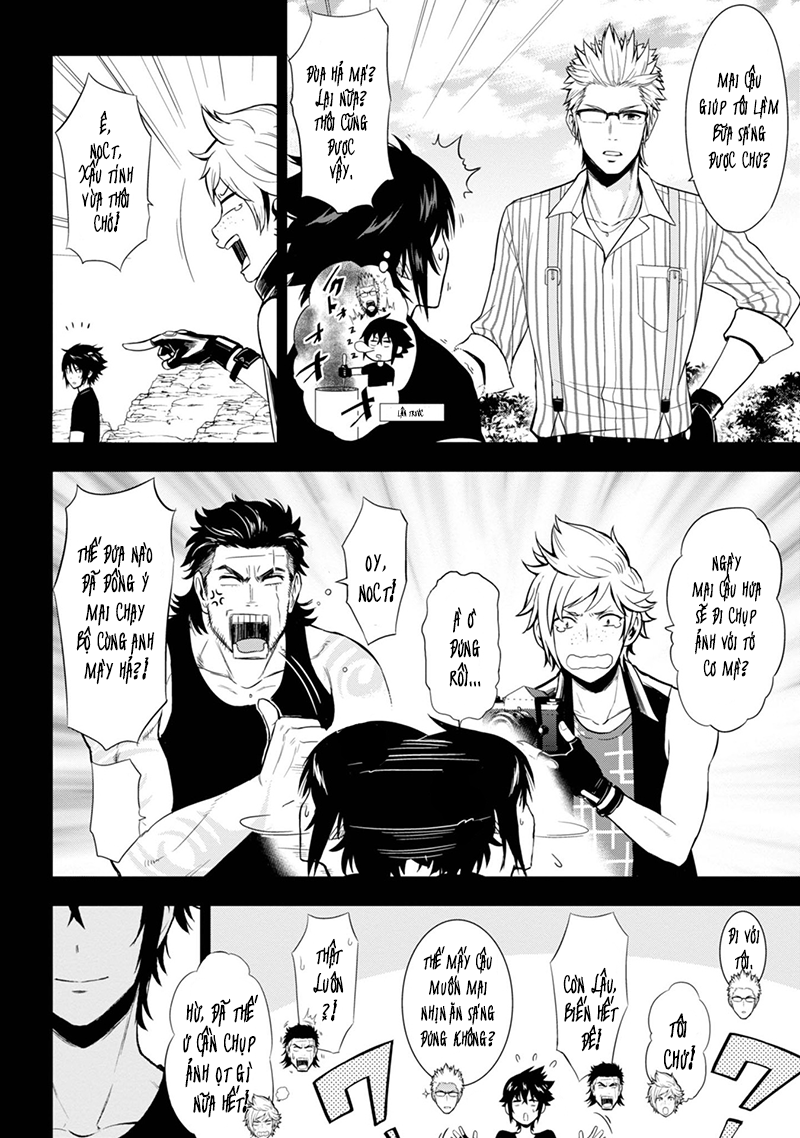 MAI CẬU
GIÚP TÔI LÀM
BỮA SÁNG
ĐƯỢC CHỨ?
ĐÙA HẢ MÁ?
LẠI NỮA?
THÔI CŨNG
ĐƯỢC
VẬY.
LẦN TRƯỚC
Ê,
NOCT,
XẤU TÍNH
VỪA THÔI
CHỚ!
NGÀY
MAI CẬU HỨA
SẼ ĐI CHỤP
ẢNH VỚI TỚ
CƠ MÀ?
À Ờ
ĐÚNG
RỒI...
OY,
NOCT!
THẾ ĐỨA NÀO
ĐÃ ĐỒNG Ý
MAI CHẠY
BỘ CÙNG ANH
MÀY HẢ?!
ĐI VỚI
TÔI.
TÔI
CHỨ!
CÒN LÂU,
BIẾN HẾT
ĐÊ!
THẾ MẤY CẬU
MUỐN MAI
NHỊN ĂN SÁNG
ĐÚNG KHÔNG?
THẬT
LUÔN
?!
HỪ, ĐÃ THẾ
Ứ CẦN CHỤP
ẢNH ỌT GÌ
NỮA HẾT!